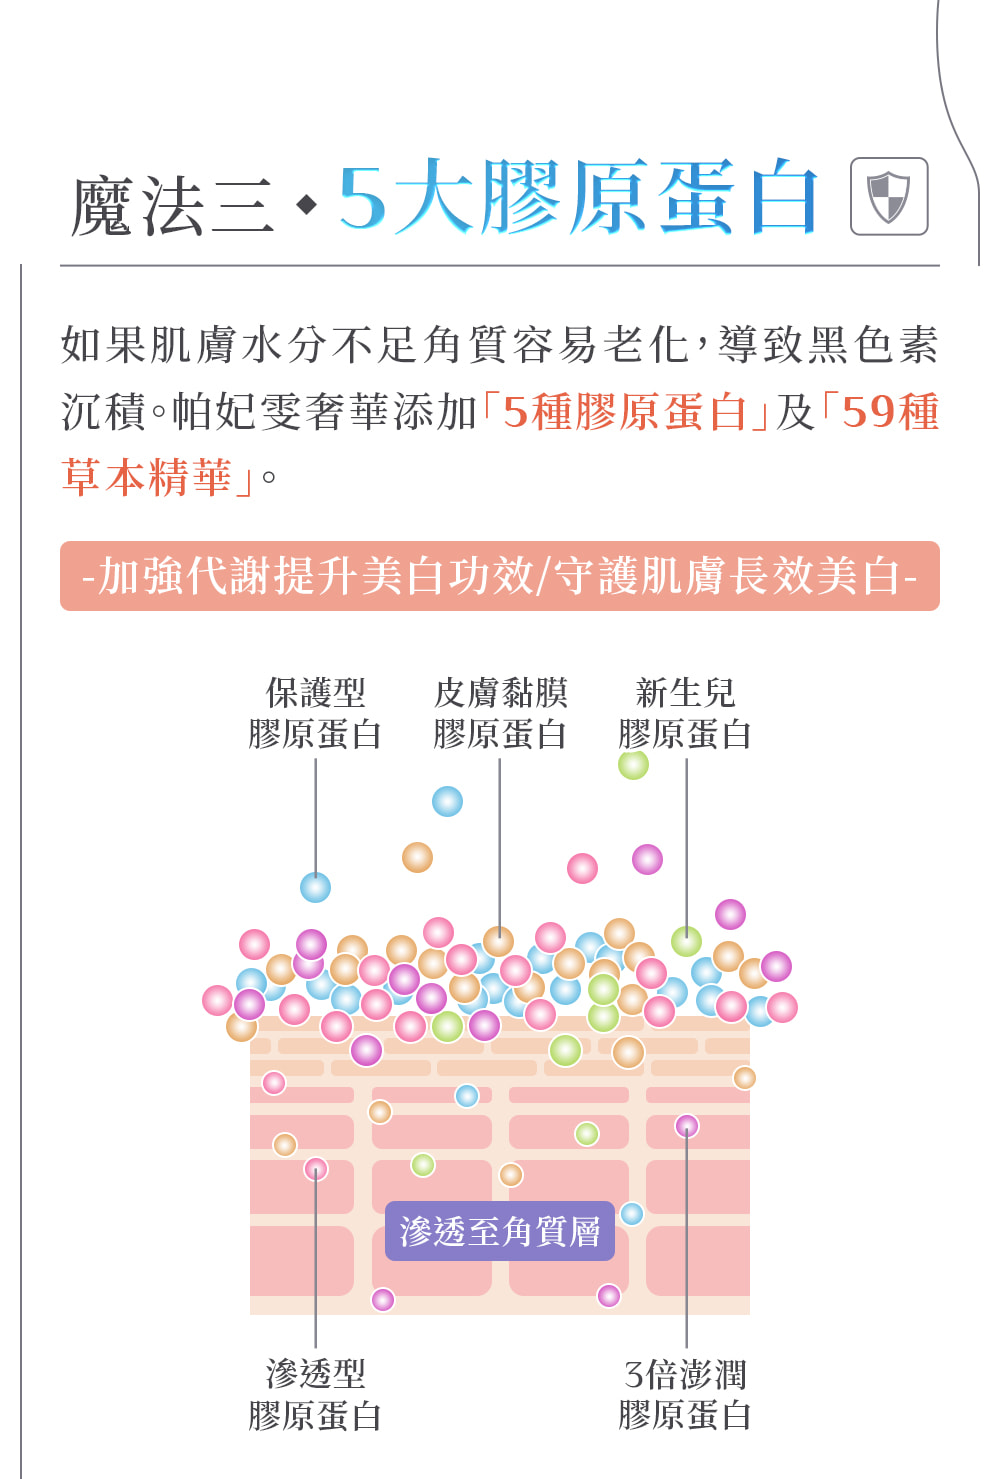 魔法三◆5大膠原蛋白
如果肌膚水分不足角質容易老化，導致黑色素
沉積。帕妃雯奢華添加「5種膠原蛋白」及「59種
草本精華」。
-加強代謝提升美白功效/守護肌膚長效美白-
保護型
膠原蛋白
皮膚黏膜
膠原蛋白
新生兒
膠原蛋白
滲透至角質層
滲透型
膠原蛋白
3倍澎潤
膠原蛋白